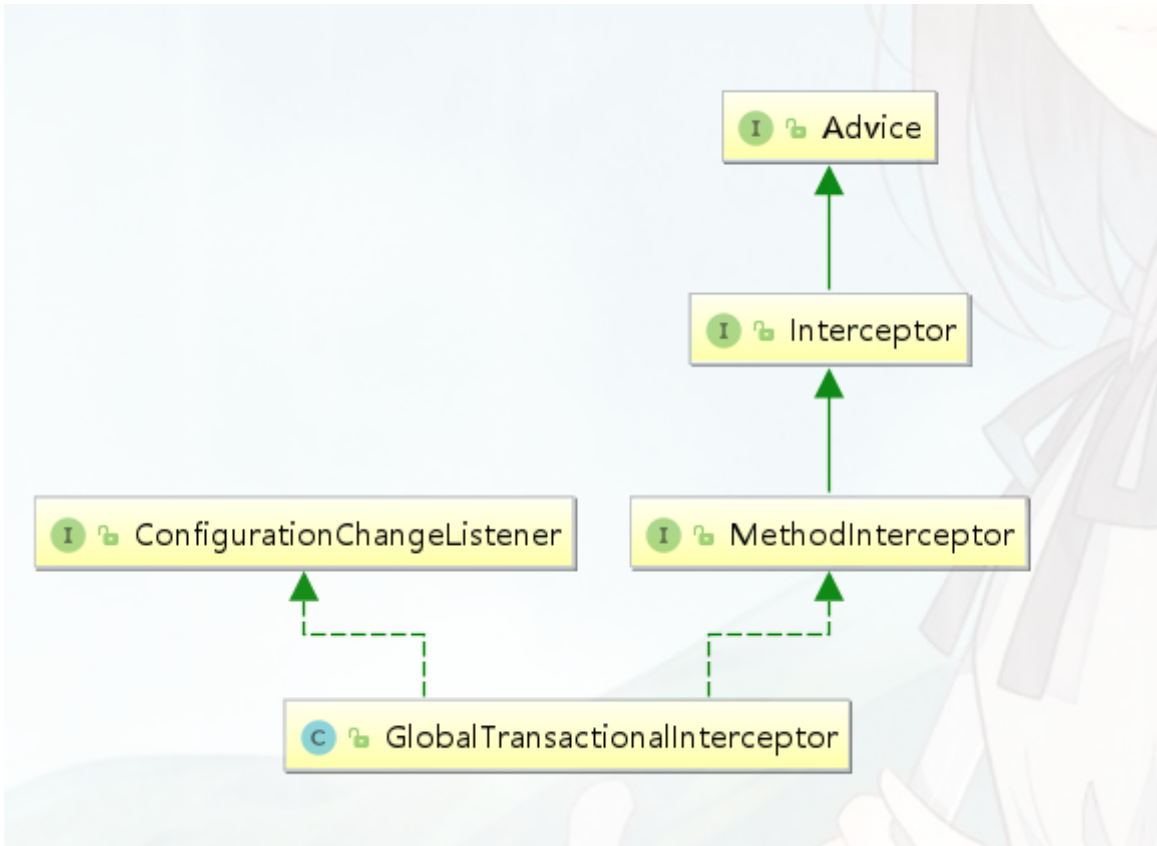 I Advice
I Interceptor
I ConfigurationChangeListener
I MethodInterceptor
C GlobalTransactionalInterceptor